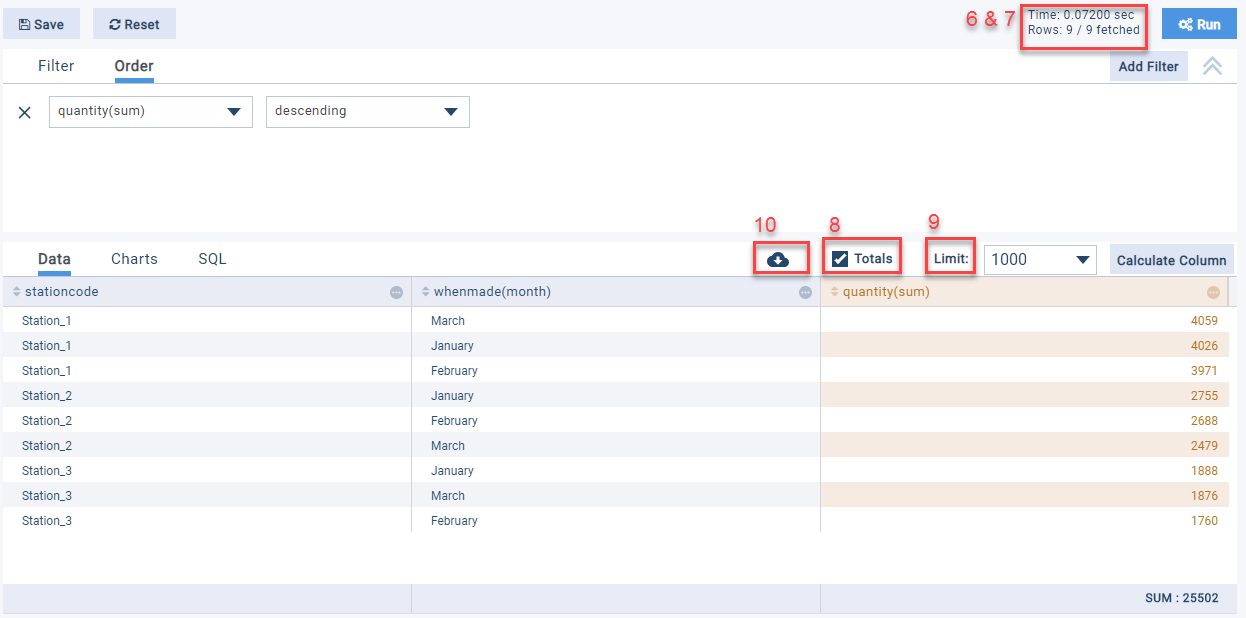 Save Reset 6 & 7 Time: 0.07200 sec Run
Rows: 9 / 9 fetched
Filter Order Add Filter
quantity(sum) descending
10 8 9
Data Charts SQL Totals Limit: 1000 Calculate Column
stationcode whenmade(month) quantity(sum)
Station_1 March 4059
Station_1 January 4026
Station_1 February 3971
Station_2 January 2755
Station_2 February 2688
Station_2 March 2479
Station_3 January 1888
Station_3 March 1876
Station_3 February 1760
SUM : 25502